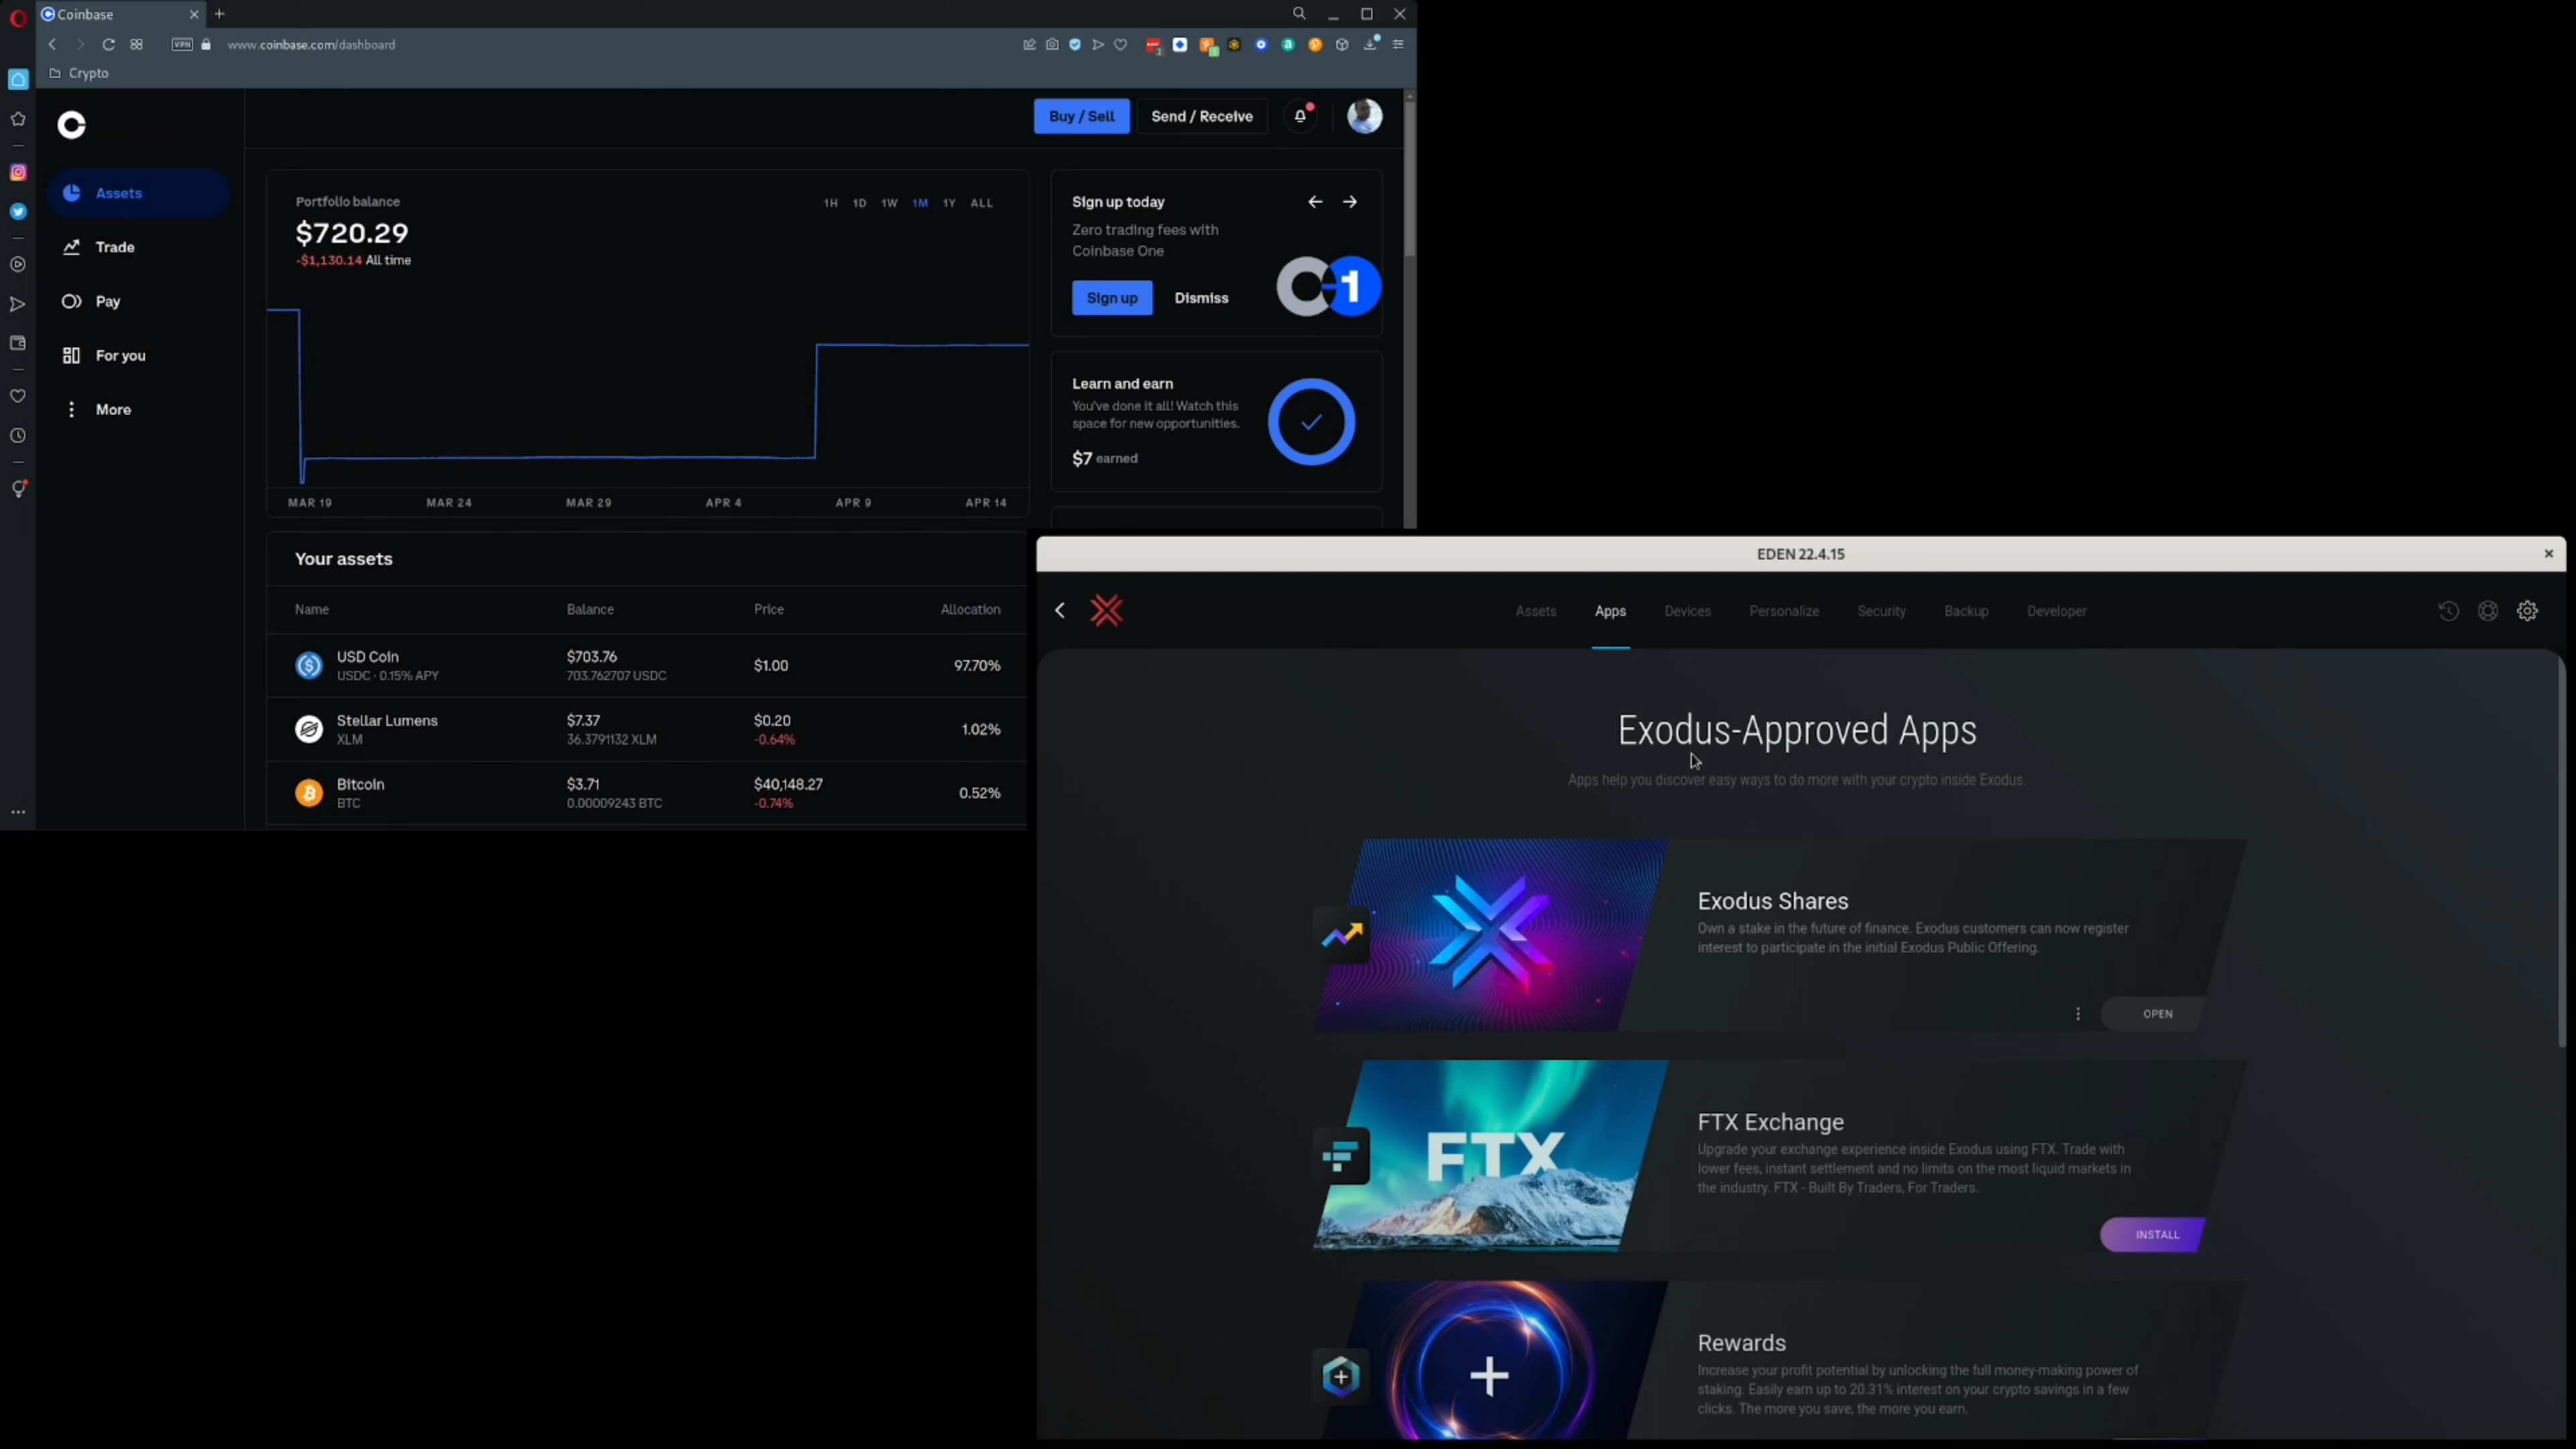 Coinbase
VPN
www.coinbase.com/dashboard
Crypto
Buy / Sell
Send / Receive
Assets
Trade
Pay
For you
More
Portfolio balance
$720.29
-$1,130.14 All time
1H 1D 1W 1M 1Y ALL
MAR 19 MAR 24 MAR 29 APR 4 APR 9 APR 14
Sign up today
Zero trading fees with
Coinbase One
Sign up
Dismiss
1
Learn and earn
You've done it all! Watch this
space for new opportunities.
$7 earned
Your assets
Name Balance Price Allocation
USD Coin $703.76 $1.00 97.70%
USDC · 0.15% APY 703.762707 USDC
Stellar Lumens $7.37 $0.20 1.02%
XLM 36.3791132 XLM -0.64%
Bitcoin $3.71 $40,148.27 0.52%
BTC 0.00009243 BTC -0.74%
EDEN 22.4.15
Assets Apps Devices Personalize Security Backup Developer
Exodus-Approved Apps
Apps help you discover easy ways to do more with your crypto inside Exodus.
Exodus Shares
Own a stake in the future of finance. Exodus customers can now register
interest to participate in the initial Exodus Public Offering.
OPEN
FTX
FTX Exchange
Upgrade your exchange experience inside Exodus using FTX. Trade with
lower fees, instant settlement and no limits on the most liquid markets in
the industry. FTX - Built By Traders, For Traders.
INSTALL
Rewards
Increase your profit potential by unlocking the full money-making power of
staking. Easily earn up to 20.31% interest on your crypto savings in a few
clicks. The more you save, the more you earn.